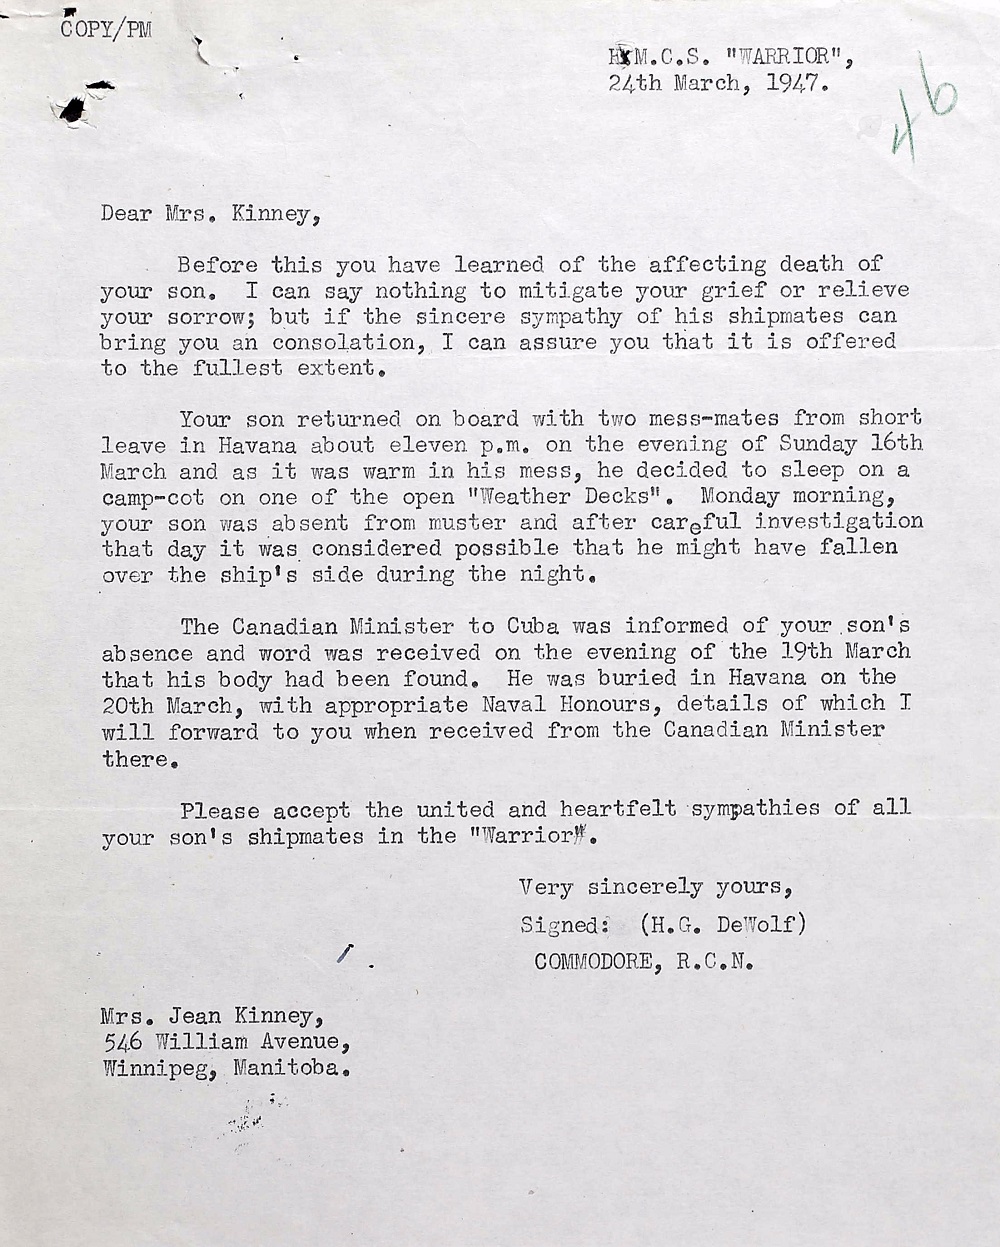 COPY/PM
H.M.C.S. "WARRIOR",
24th March, 1947.
46
Dear Mrs. Kinney,
Before this you have learned of the affecting death of
your son. I can say nothing to mitigate your grief or relieve
your sorrow; but if the sincere sympathy of his shipmates can
bring you an consolation, I can assure you that it is offered
to the fullest extent.
Your son returned on board with two mess-mates from short
leave in Havana about eleven p.m. on the evening of Sunday 16th
March and as it was warm in his mess, he decided to sleep on a
camp-cot on one of the open "Weather Decks". Monday morning,
your son was absent from muster and after careful investigation
that day it was considered possible that he might have fallen
over the ship's side during the night.
The Canadian Minister to Cuba was informed of your son's
absence and word was received on the evening of the 19th March
that his body had been found. He was buried in Havana on the
20th March, with appropriate Naval Honours, details of which I
will forward to you when received from the Canadian Minister
there.
Please accept the united and heartfelt sympathies of all
your son's shipmates in the "Warrior".
Very sincerely yours,
Signed: (H.G. DeWolf)
COMMODORE, R.C.N.
Mrs. Jean Kinney,
546 William Avenue,
Winnipeg, Manitoba.